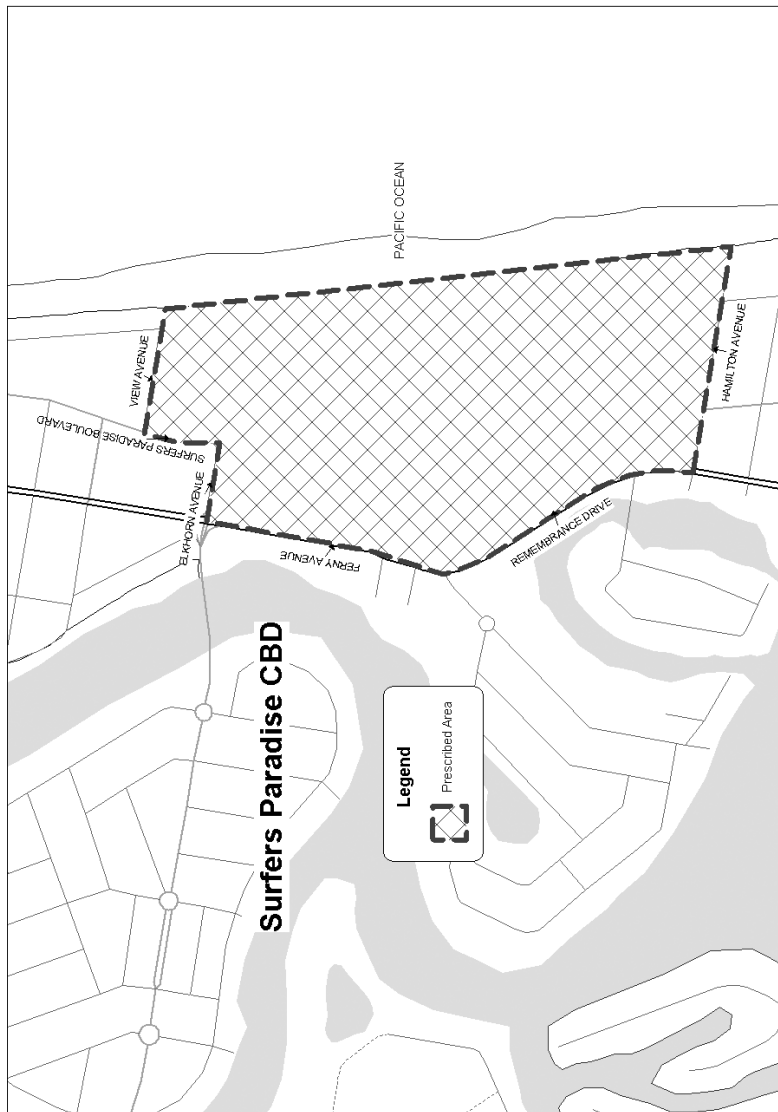 PACIFIC OCEAN
VIEW AVENUE
SURFERS PARADISE BOULEVARD
ELKHORN AVENUE
FERNY AVENUE
REMEMBRANCE DRIVE
HAMILTON AVENUE
Surfers Paradise CBD
Legend
Prescribed Area